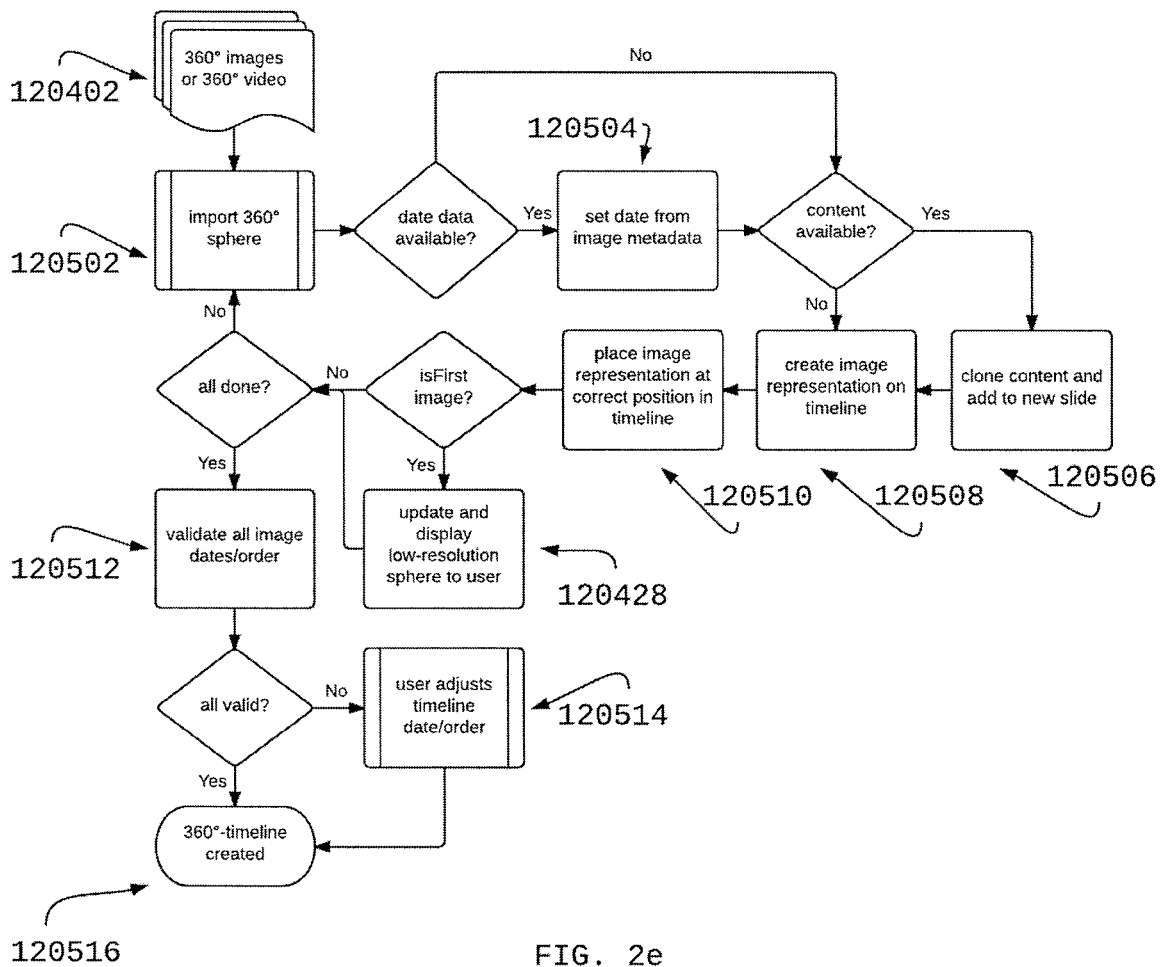 360° images
or 360° video
120402
No
120504
import 360°
sphere
120502
date data
available?
Yes
set date from
image metadata
content
available?
Yes
No
No
all done?
No
isFirst
image?
place image
representation at
correct position in
timeline
create image
representation on
timeline
clone content and
add to new slide
Yes
Yes
120510
120508
120506
validate all image
dates/order
120512
update and
display
low-resolution
sphere to user
120428
all valid?
No
user adjusts
timeline
date/order
120514
Yes
360°-timeline
created
120516
FIG. 2e